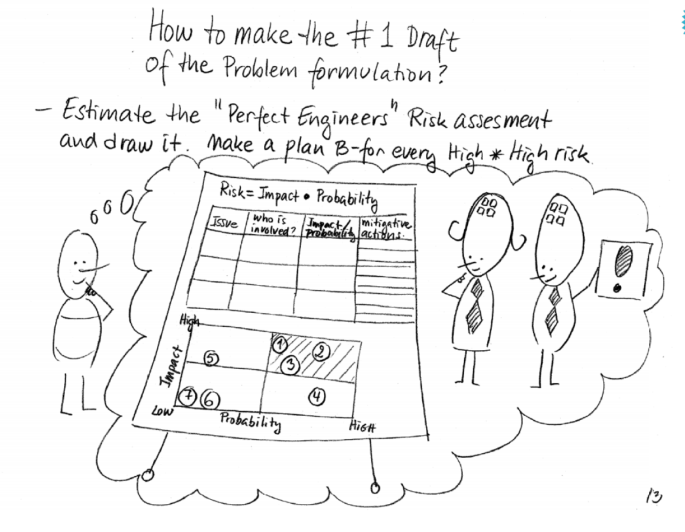 How to make the # 1 Draft
of the Problem formulation?
- Estimate the "Perfect Engineers" Risk assesment
and draw it. Make a plan B-for every High * High risk.
Risk = Impact • Probability
Issue
who is
involved?
Impact/
probability
mitigative
actions.
High
Impact
Low
1
2
3
5
4
7 6
Probability
HIGH
!
13